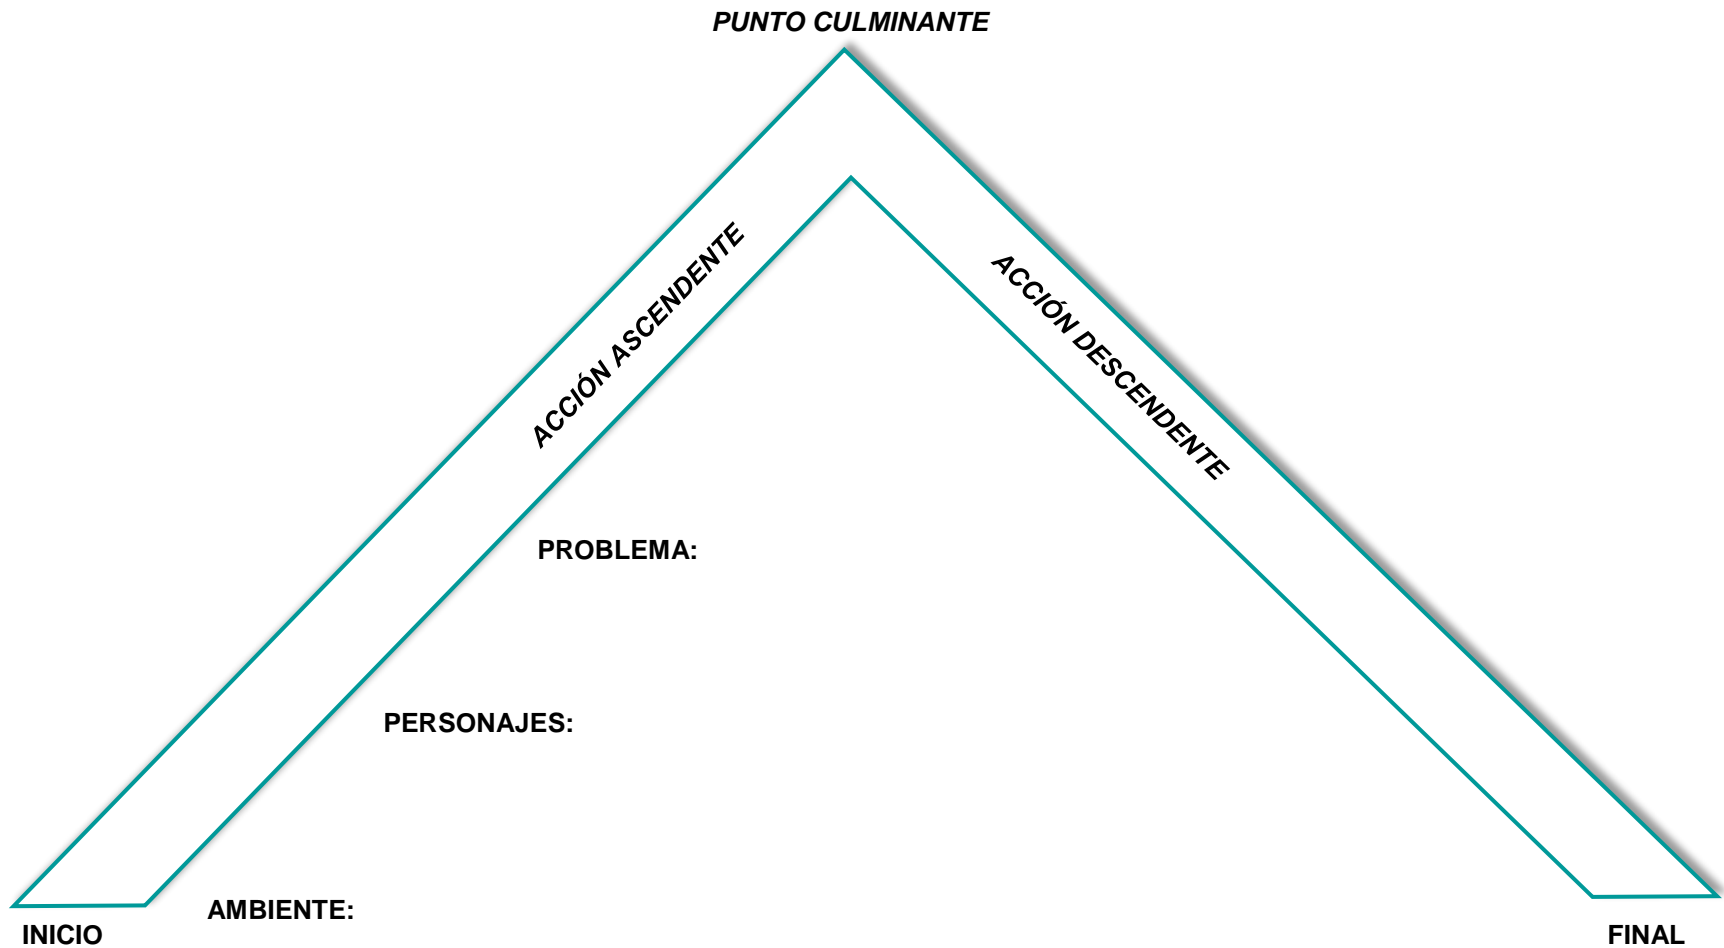 PUNTO CULMINANTE
ACCIÓN ASCENDENTE
ACCIÓN DESCENDENTE
PROBLEMA:
PERSONAJES:
AMBIENTE:
INICIO
FINAL